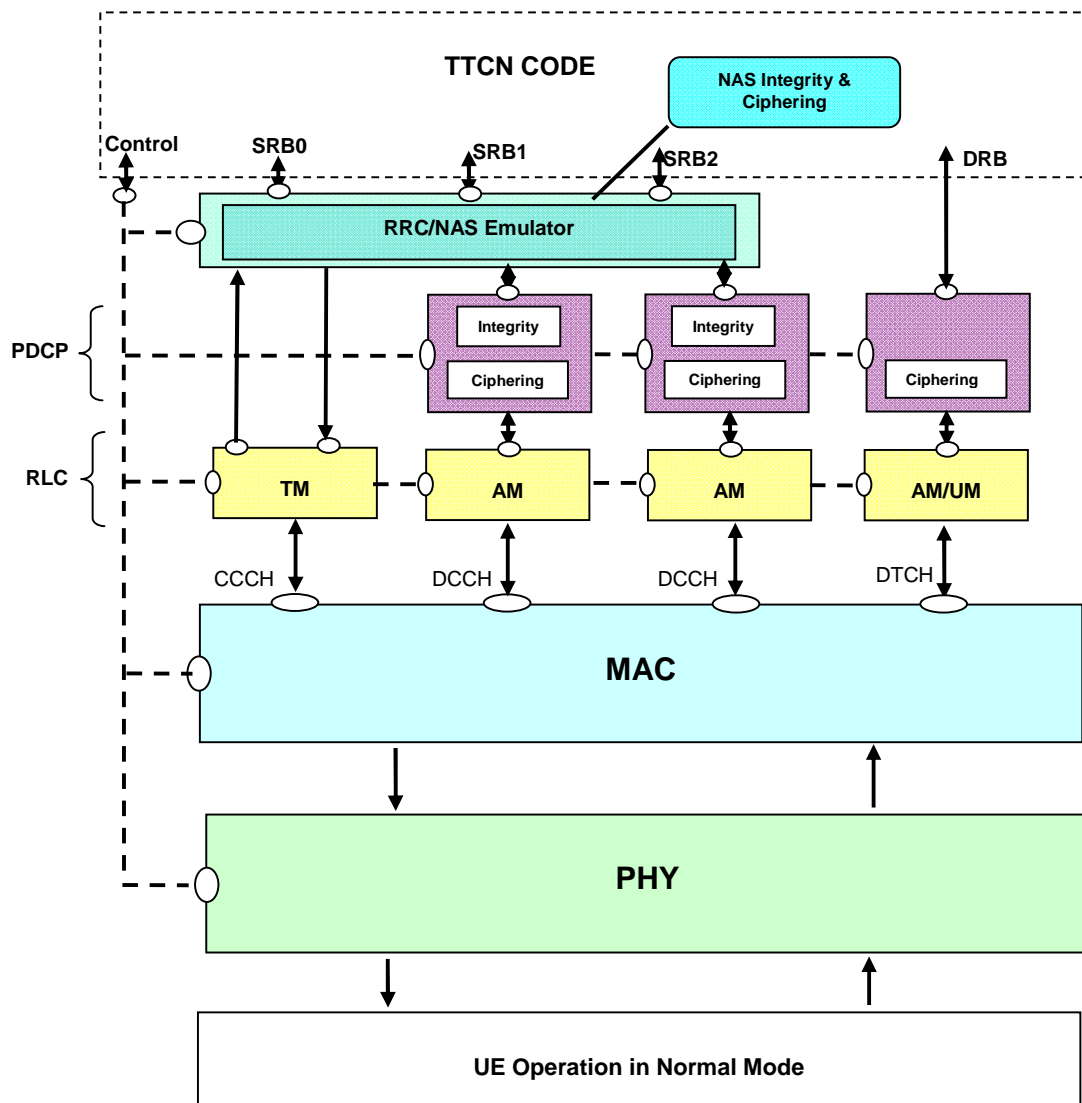 TTCN CODE
NAS Integrity &
Ciphering
Control
SRB0
SRB1
SRB2
DRB
RRC/NAS Emulator
PDCP
Integrity
Integrity
Ciphering
Ciphering
Ciphering
RLC
TM
AM
AM
AM/UM
CCCH
DCCH
DCCH
DTCH
MAC
PHY
UE Operation in Normal Mode